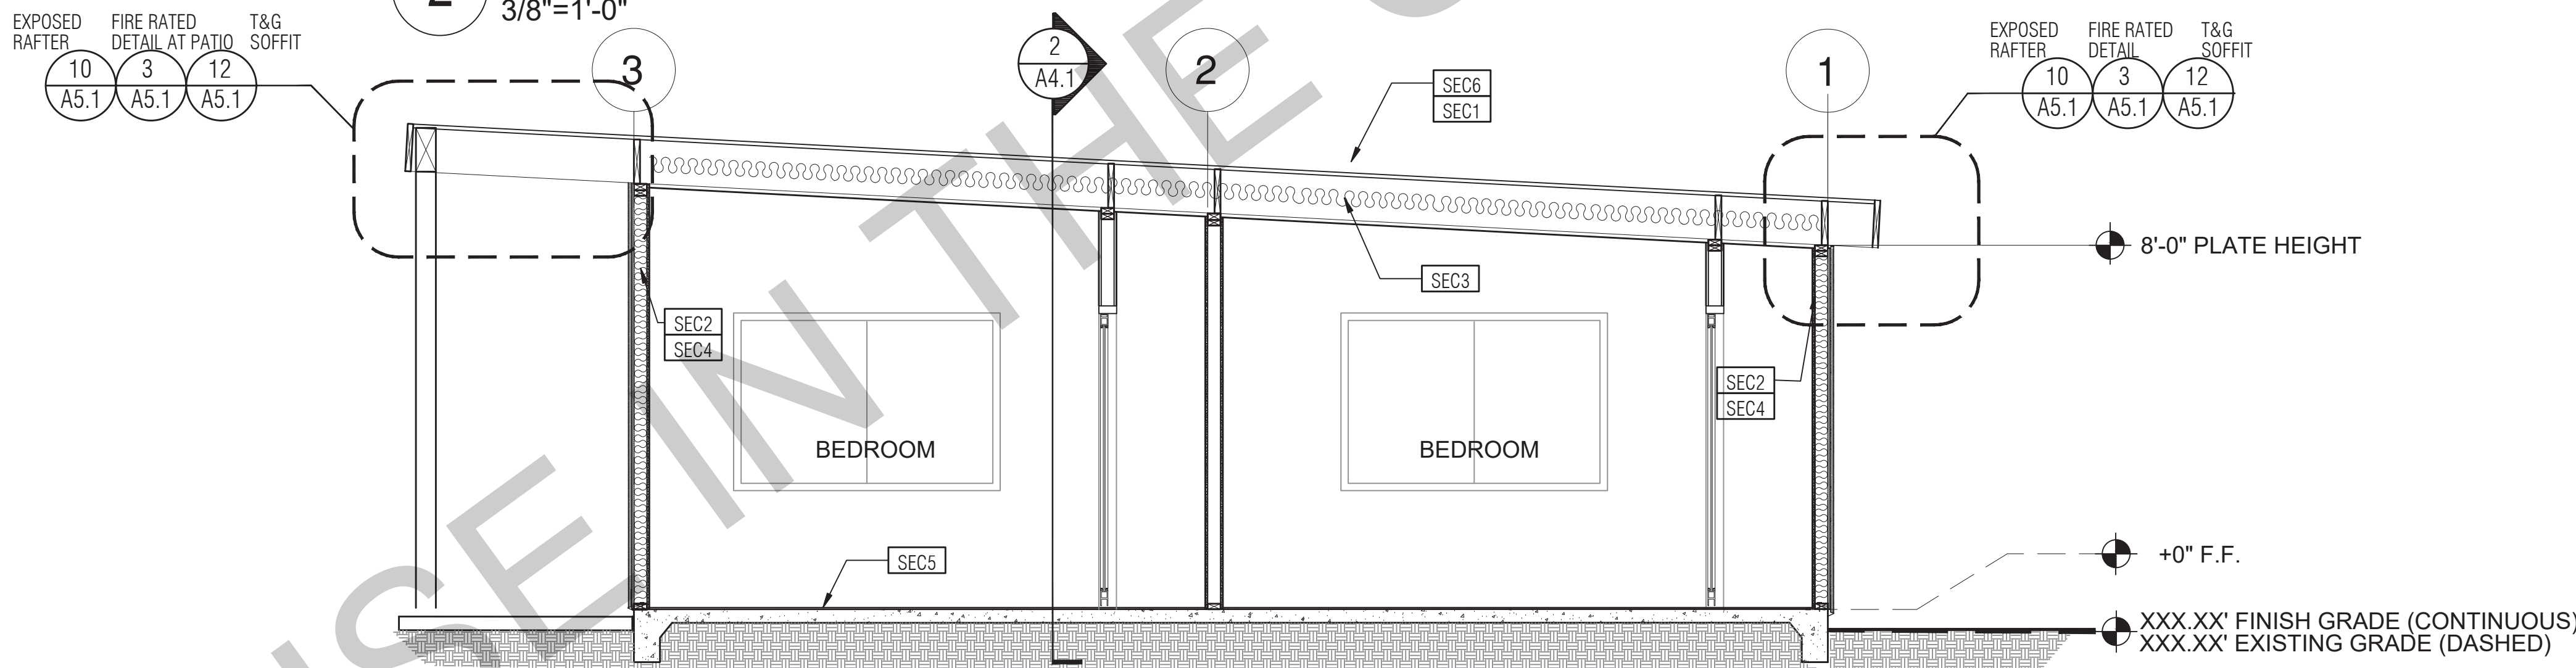 3/8"=1'-0"
EXPOSED RAFTER
FIRE RATED DETAIL AT PATIO
T&G SOFFIT
10
A5.1
3
A5.1
12
A5.1
3
2
A4.1
2
SEC6
SEC1
1
EXPOSED RAFTER
FIRE RATED DETAIL
T&G SOFFIT
10
A5.1
3
A5.1
12
A5.1
8'-0" PLATE HEIGHT
SEC3
SEC2
SEC4
SEC2
SEC4
BEDROOM
BEDROOM
SEC5
+0" F.F.
XXX.XX' FINISH GRADE (CONTINUOUS)
XXX.XX' EXISTING GRADE (DASHED)
IN THE